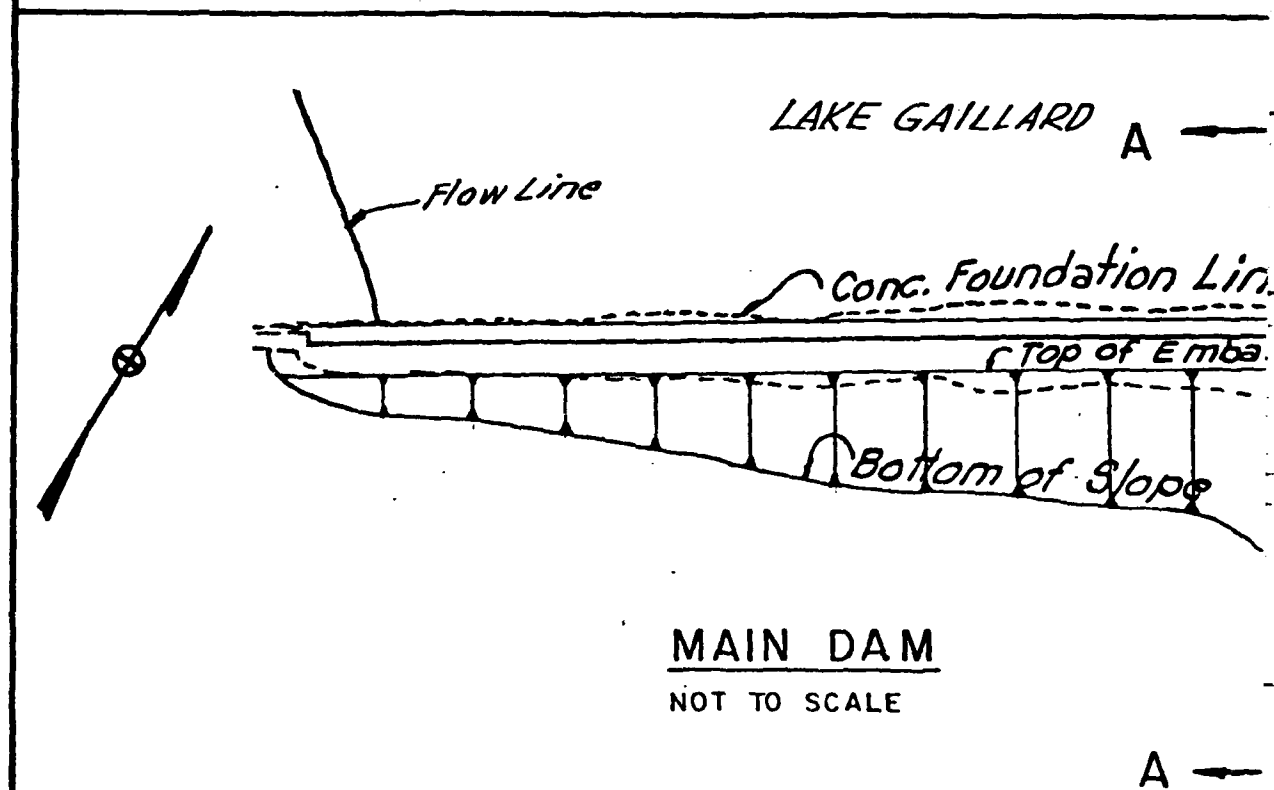 LAKE GAILLARD
A
Flow Line
Conc. Foundation Lin
Top of Emba.
Bottom of Slope
MAIN DAM
NOT TO SCALE
A